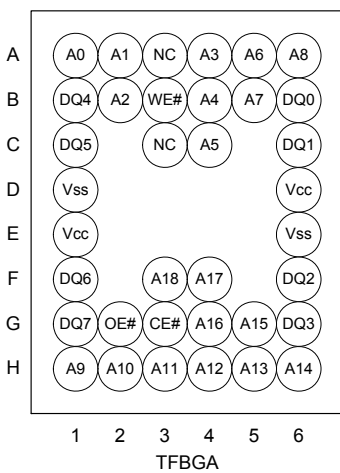 A A0 A1 NC A3 A6 A8
B DQ4 A2 WE# A4 A7 DQ0
C DQ5 NC A5 DQ1
D Vss Vcc
E Vcc Vss
F DQ6 A18 A17 DQ2
G DQ7 OE# CE# A16 A15 DQ3
H A9 A10 A11 A12 A13 A14
1 2 3 4 5 6
TFBGA